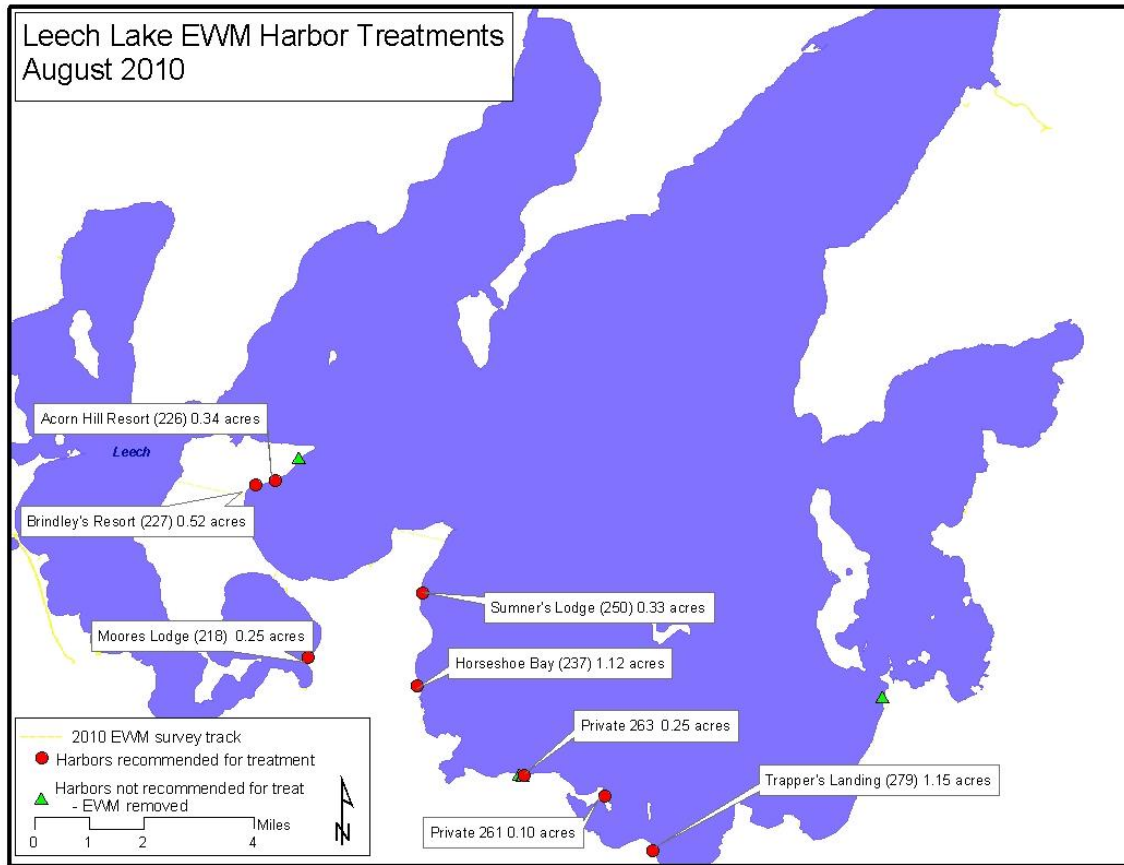 Leech Lake EWM Harbor Treatments
August 2010
Acorn Hill Resort (226) 0.34 acres
Leech
Brindley's Resort (227) 0.52 acres
Sumner's Lodge (250) 0.33 acres
Moores Lodge (218) 0.25 acres
Horseshoe Bay (237) 1.12 acres
Private 263 0.25 acres
Trapper's Landing (279) 1.15 acres
Private 261 0.10 acres
2010 EWM survey track
Harbors recommended for treatment
Harbors not recommended for treat
- EWM removed
Miles
0 1 2 4
N